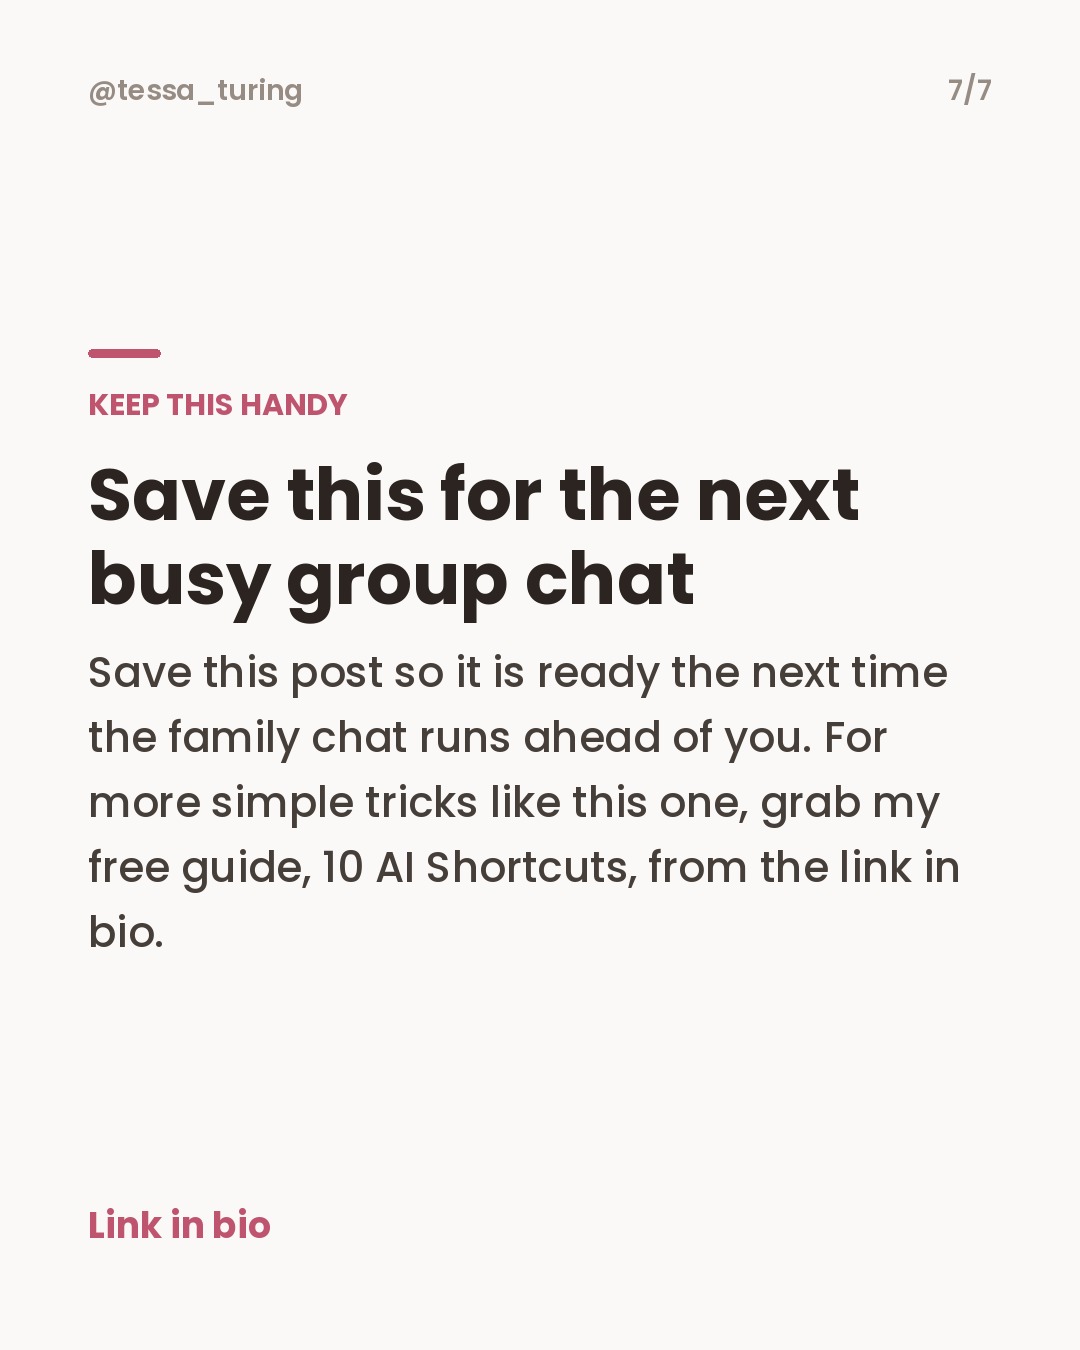 @tessa_turing
7/7
KEEP THIS HANDY
Save this for the next
busy group chat
Save this post so it is ready the next time
the family chat runs ahead of you. For
more simple tricks like this one, grab my
free guide, 10 AI Shortcuts, from the link in
bio.
Link in bio